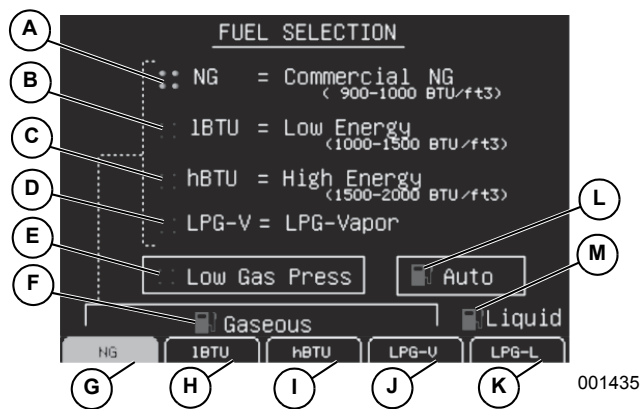 FUEL SELECTION
A
NG = Commercial NG
( 900-1000 BTU/ft3)
B
lBTU = Low Energy
(1000-1500 BTU/ft3)
C
hBTU = High Energy
(1500-2000 BTU/ft3)
D
LPG-V = LPG-Vapor
L
E
Low Gas Press
Auto
M
F
Gaseous
Liquid
NG
lBTU
hBTU
LPG-V
LPG-L
G
H
I
J
K
001435